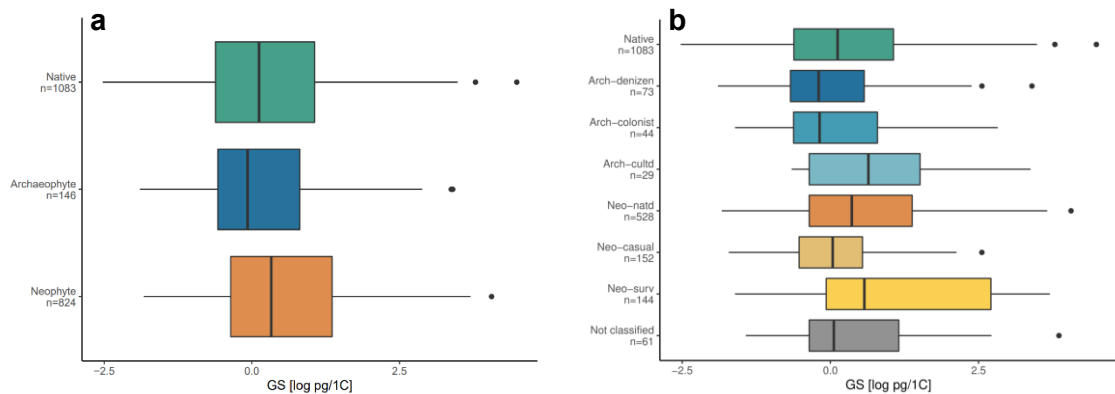 a
Native
n=1083
Archaeophyte
n=146
Neophyte
n=824
−2.5
0.0
2.5
GS [log pg/1C]
b
Native
n=1083
Arch−denizen
n=73
Arch−colonist
n=44
Arch−cultd
n=29
Neo−natd
n=528
Neo−casual
n=152
Neo−surv
n=144
Not classified
n=61
−2.5
0.0
2.5
GS [log pg/1C]